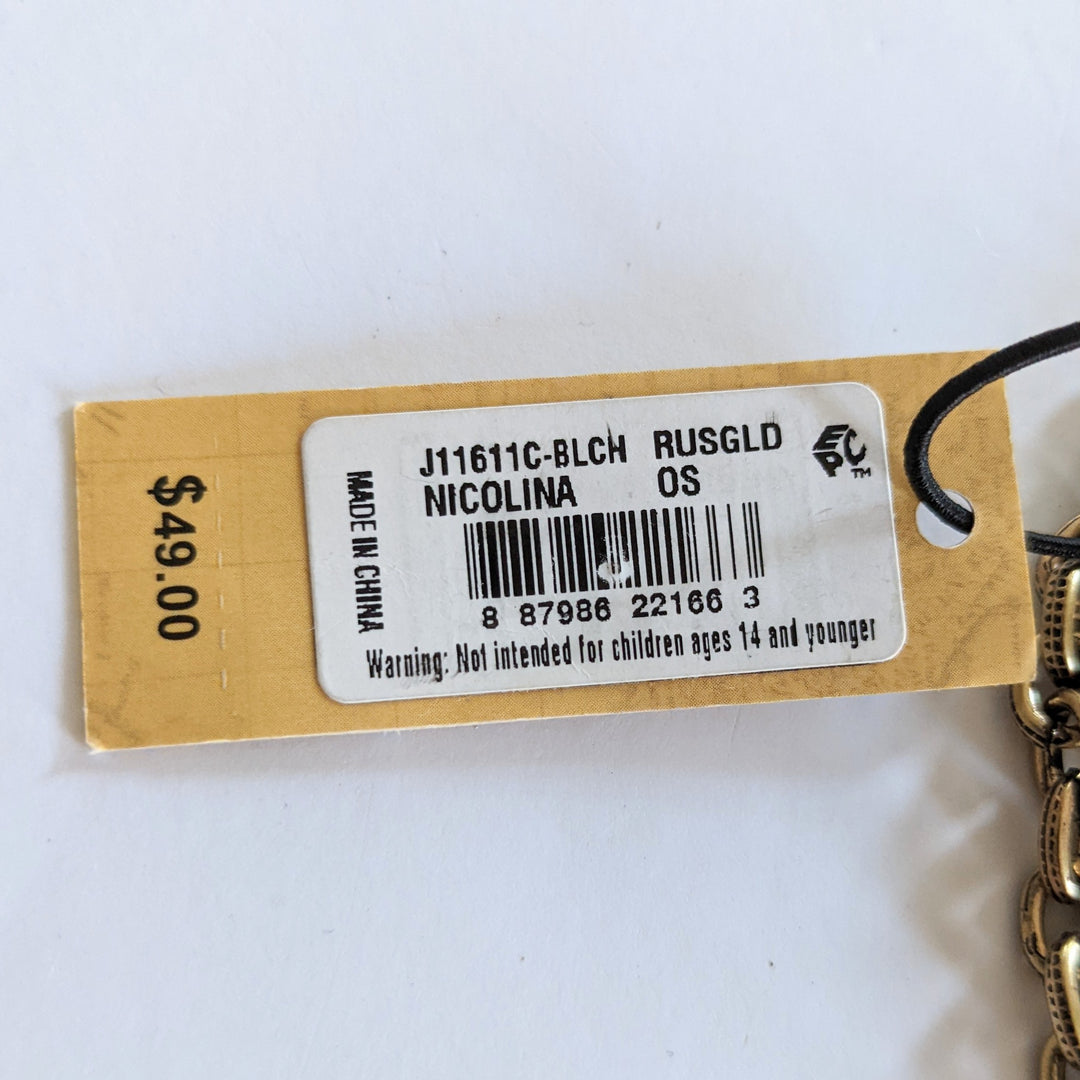 $49.00
MADE IN CHINA
J11611C-BLCH RUSGLD
NICOLINA OS
EPC™
8 87986 22166 3
Warning: Not intended for children ages 14 and younger